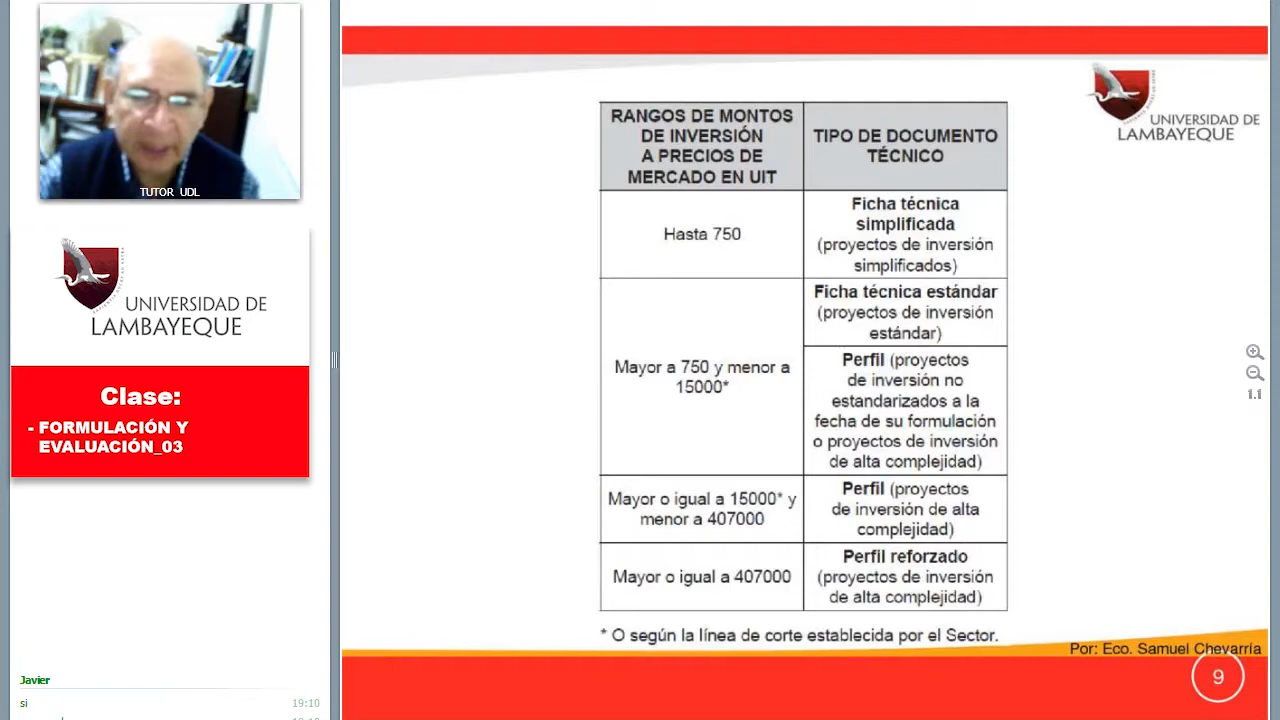 TUTOR UDL
UNIVERSIDAD DE
LAMBAYEQUE
Clase:
- FORMULACIÓN Y
EVALUACIÓN_03
Javier
si
19:10
UNIVERSIDAD DE
LAMBAYEQUE
RANGOS DE MONTOS
DE INVERSIÓN
A PRECIOS DE
MERCADO EN UIT
TIPO DE DOCUMENTO
TÉCNICO
Hasta 750
Ficha técnica
simplificada
(proyectos de inversión
simplificados)
Mayor a 750 y menor a
15000*
Ficha técnica estándar
(proyectos de inversión
estándar)
Perfil (proyectos
de inversión no
estandarizados a la
fecha de su formulación
o proyectos de inversión
de alta complejidad)
Mayor o igual a 15000* y
menor a 407000
Perfil (proyectos
de inversión de alta
complejidad)
Mayor o igual a 407000
Perfil reforzado
(proyectos de inversión
de alta complejidad)
* O según la línea de corte establecida por el Sector.
Por: Eco. Samuel Chevarría
9
1.1